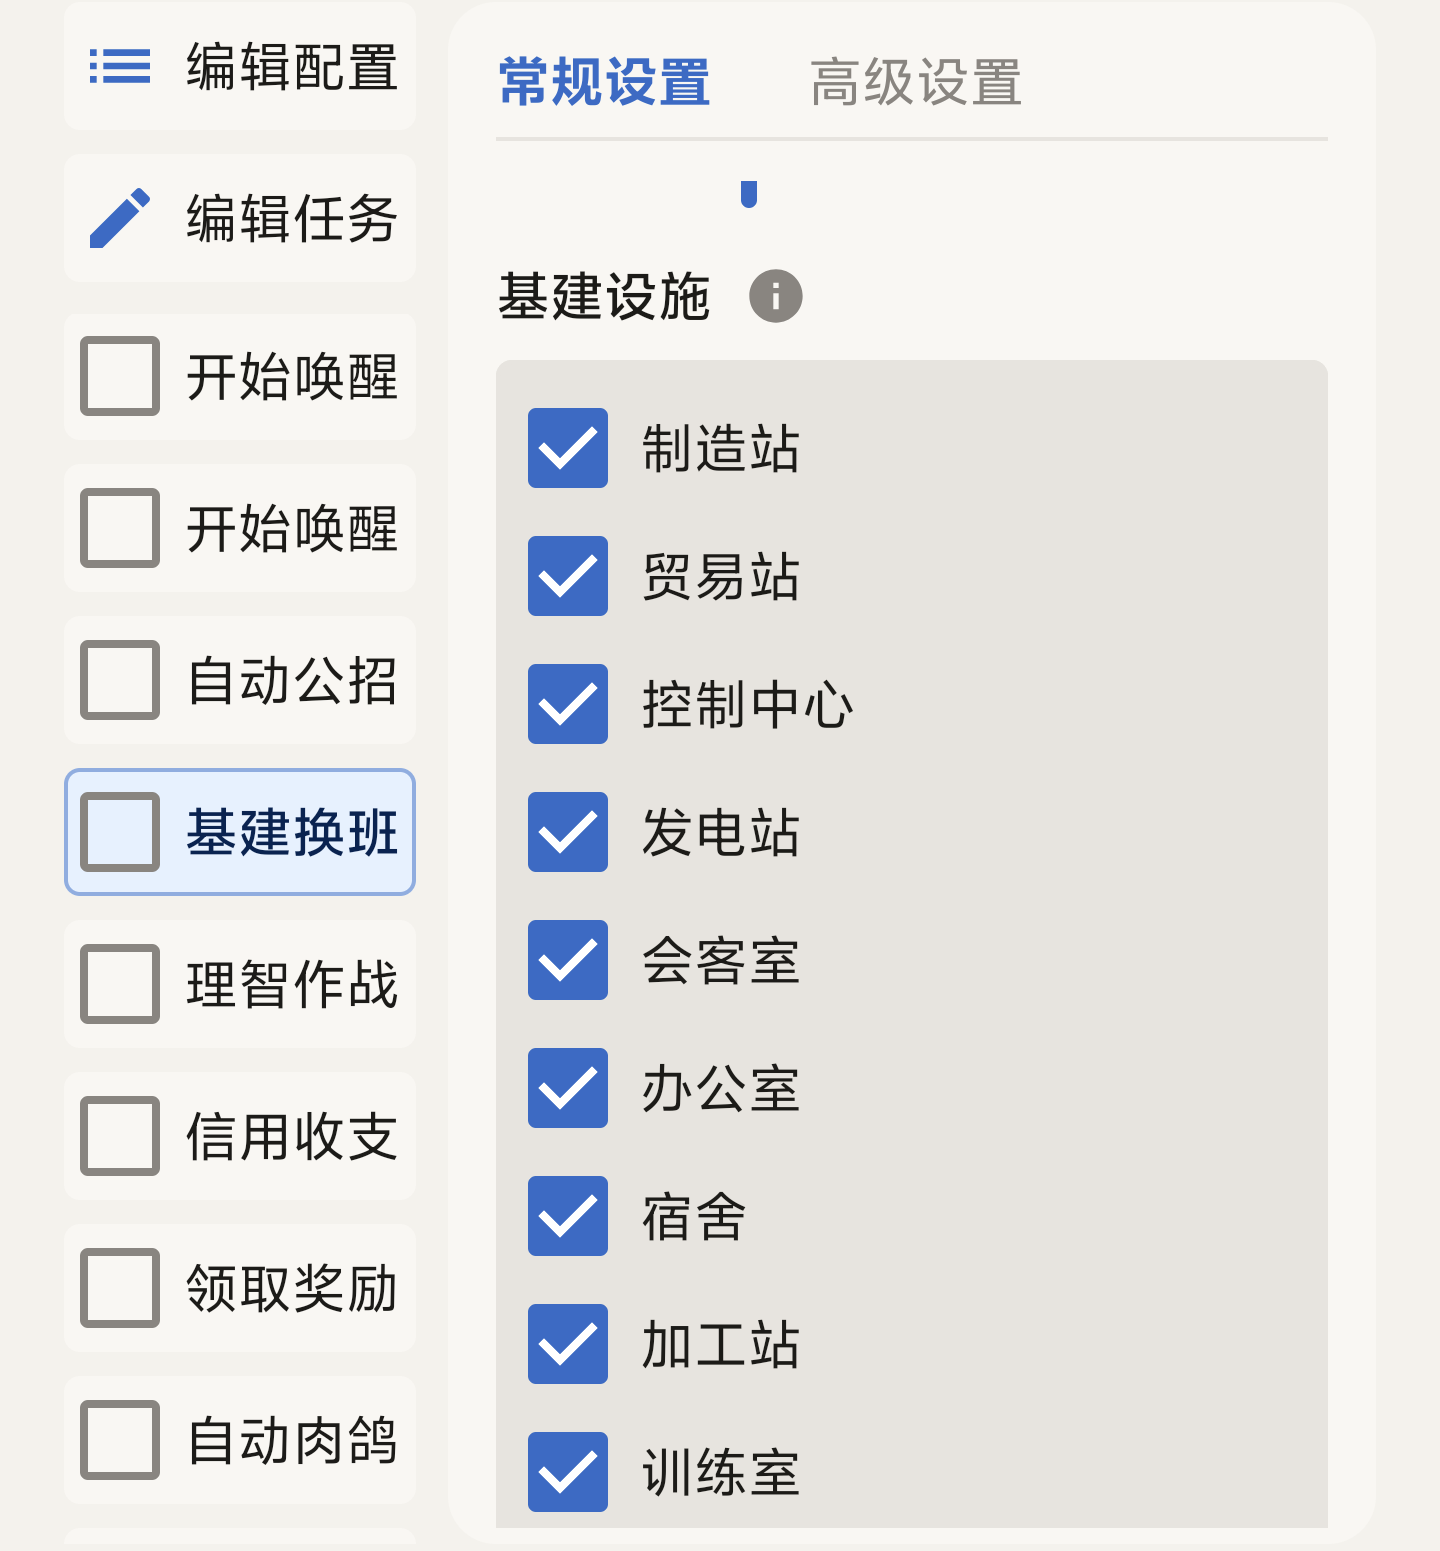 编辑配置
编辑任务
开始唤醒
开始唤醒
自动公招
基建换班
理智作战
信用收支
领取奖励
自动肉鸽
常规设置
高级设置
基建设施
制造站
贸易站
控制中心
发电站
会客室
办公室
宿舍
加工站
训练室